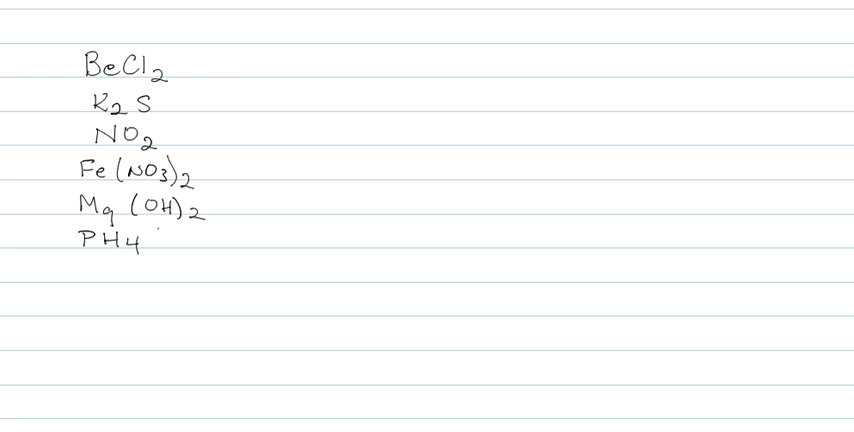 BeCl2
K2 S
NO2
Fe (NO3)2
Mg (OH)2
PH4